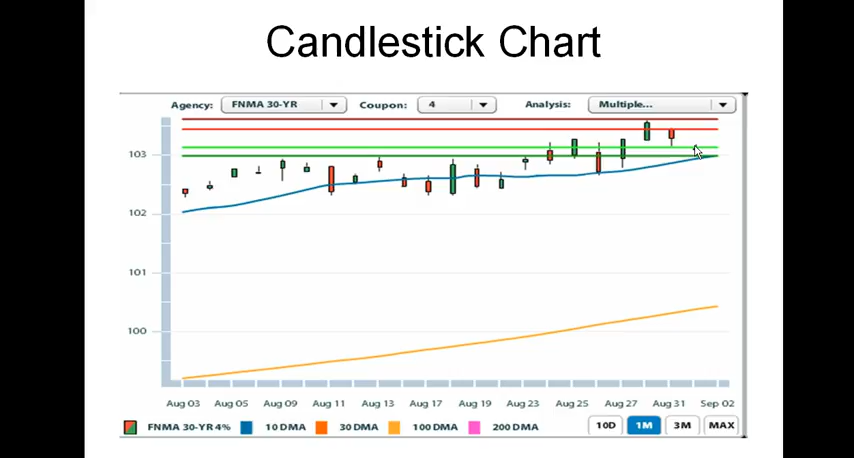 Candlestick Chart
Agency: FNMA 30-YR Coupon: 4 Analysis: Multiple...
103
102
101
100
Aug 03 Aug 05 Aug 09 Aug 11 Aug 13 Aug 17 Aug 19 Aug 23 Aug 25 Aug 27 Aug 31 Sep 02
FNMA 30-YR 4% 10 DMA 30 DMA 100 DMA 200 DMA 10D 1M 3M MAX